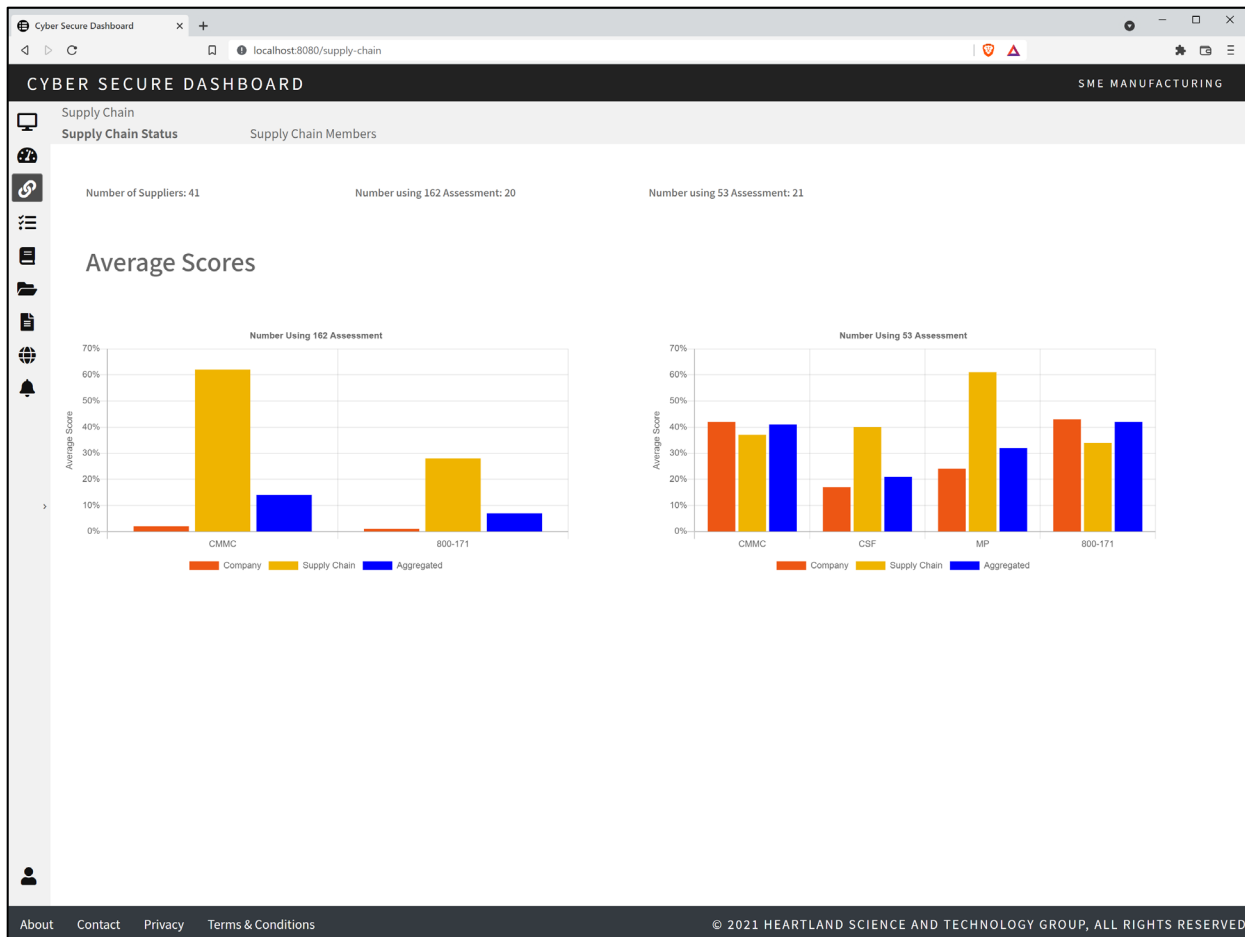 Cyber Secure Dashboard
localhost:8080/supply-chain
CYBER SECURE DASHBOARD SME MANUFACTURING
Supply Chain
Supply Chain Status Supply Chain Members
Number of Suppliers: 41 Number using 162 Assessment: 20 Number using 53 Assessment: 21
Average Scores
Number Using 162 Assessment
70%
60%
50%
40%
30%
20%
10%
0%
Average Score
CMMC 800-171
Company Supply Chain Aggregated
Number Using 53 Assessment
70%
60%
50%
40%
30%
20%
10%
0%
Average Score
CMMC CSF MP 800-171
Company Supply Chain Aggregated
About Contact Privacy Terms & Conditions © 2021 HEARTLAND SCIENCE AND TECHNOLOGY GROUP, ALL RIGHTS RESERVED